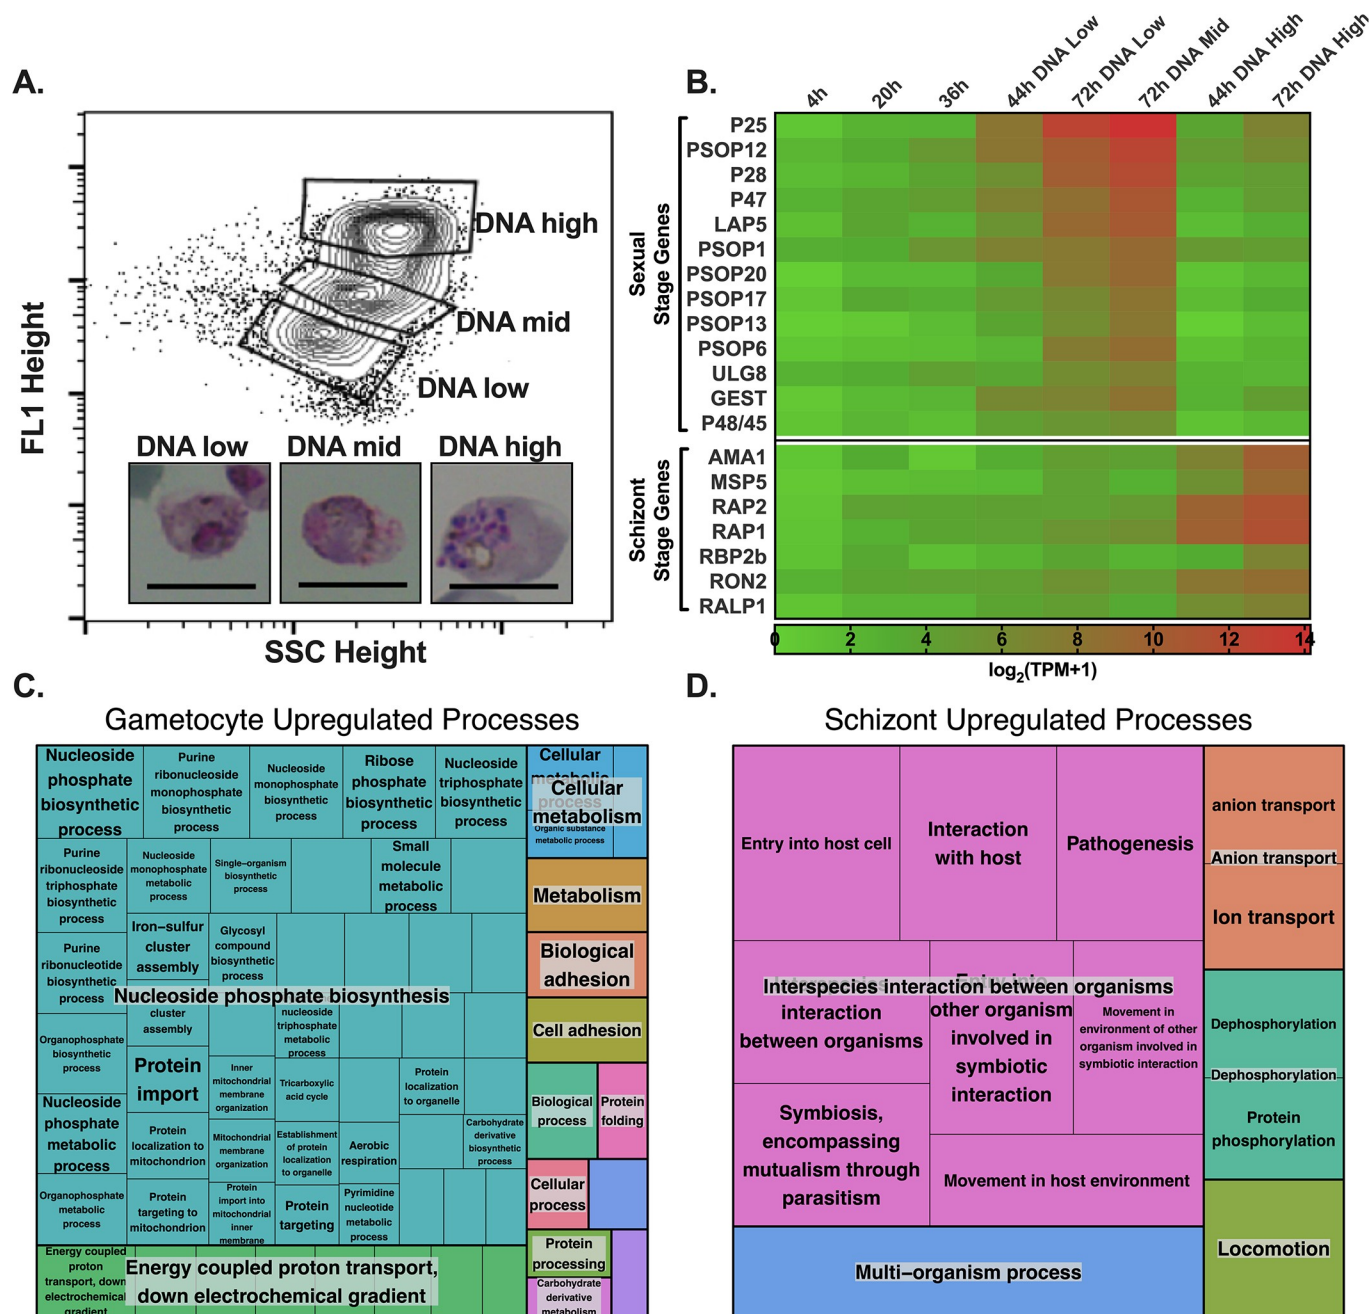 A.
FL1 Height
SSC Height
DNA high
DNA mid
DNA low
DNA low
DNA mid
DNA high
B.
4h
20h
36h
44h DNA Low
72h DNA Low
72h DNA Mid
44h DNA High
72h DNA High
Sexual
Stage Genes
P25
PSOP12
P28
P47
LAP5
PSOP1
PSOP20
PSOP17
PSOP13
PSOP6
ULG8
GEST
P48/45
Schizont
Stage Genes
AMA1
MSP5
RAP2
RAP1
RBP2b
RON2
RALP1
0 2 4 6 8 10 12 14
log2(TPM+1)
C.
Gametocyte Upregulated Processes
Nucleoside
phosphate
biosynthetic
process
Purine
ribonucleoside
monophosphate
biosynthetic
process
Nucleoside
monophosphate
biosynthetic
process
Ribose
phosphate
biosynthetic
process
Nucleoside
triphosphate
biosynthetic
process
Purine
ribonucleoside
triphosphate
biosynthetic
process
Nucleoside
monophosphate
metabolic
process
Single–organism
biosynthetic
process
Small
molecule
metabolic
process
Purine
ribonucleotide
biosynthetic
process
Iron–sulfur
cluster
assembly
Glycosyl
compound
biosynthetic
process
Nucleoside phosphate biosynthesis
cluster
assembly
nucleoside
triphosphate
metabolic
process
Organophosphate
biosynthetic
process
Protein
import
Inner
mitochondrial
membrane
organization
Tricarboxylic
acid cycle
Protein
localization
to organelle
Nucleoside
phosphate
metabolic
process
Protein
localization to
mitochondrion
Mitochondrial
membrane
organization
Establishment
of protein
localization
to organelle
Aerobic
respiration
Carbohydrate
derivative
biosynthetic
process
Organophosphate
metabolic
process
Protein
targeting to
mitochondrion
Protein
import into
mitochondrial
inner
membrane
Protein
targeting
Pyrimidine
nucleotide
metabolic
process
Energy coupled
proton
transport, down
electrochemical
gradient
Energy coupled proton transport,
down electrochemical gradient
Cellular
metabolic
process
Cellular
metabolism
Organic substance
metabolic process
Metabolism
Biological
adhesion
Cell adhesion
Biological
process
Protein
folding
Cellular
process
Protein
processing
Carbohydrate
derivative
metabolism
D.
Schizont Upregulated Processes
Entry into host cell
Interaction
with host
Pathogenesis
Interspecies interaction between organisms
interaction
between organisms
Entry into
other organism
involved in
symbiotic
interaction
Movement in
environment of other
organism involved in
symbiotic interaction
Symbiosis,
encompassing
mutualism through
parasitism
Movement in host environment
Multi–organism process
anion transport
Anion transport
Ion transport
Dephosphorylation
Dephosphorylation
Protein
phosphorylation
Locomotion